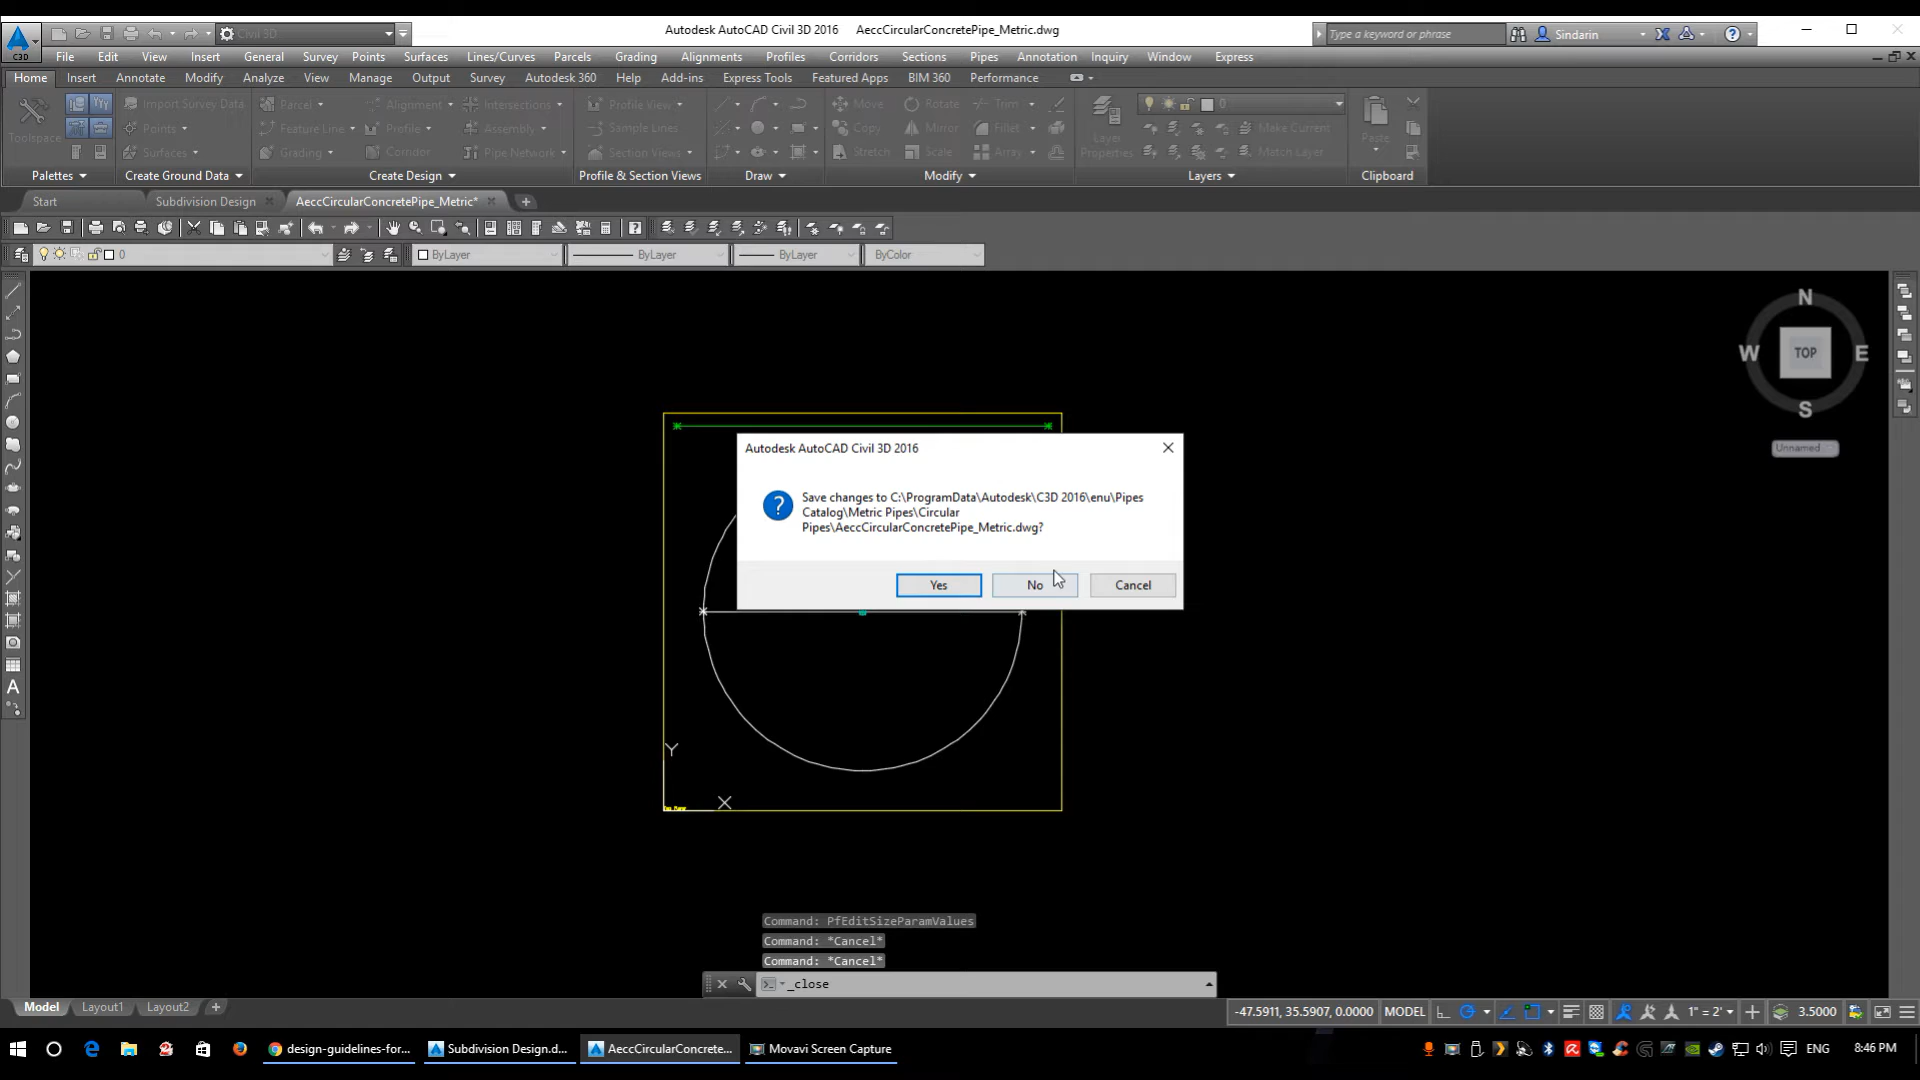 Autodesk AutoCAD Civil 3D 2016 AeccCircularConcretePipe_Metric.dwg
Civil 3D
Type a keyword or phrase
Sindarin
C3D
File Edit View Insert General Survey Points Surfaces Lines/Curves Parcels Grading Alignments Profiles Corridors Sections Pipes Annotation Inquiry Window Express
Home Insert Annotate Modify Analyze View Manage Output Survey Autodesk 360 Help Add-ins Express Tools Featured Apps BIM 360 Performance
Import Survey Data Parcel Alignment Intersections Profile View Move Rotate Trim 0
Toolspace Points Feature Line Profile Assembly Sample Lines Copy Mirror Fillet Layer Properties Make Current Paste
Surfaces Grading Corridor Pipe Network Section Views Stretch Scale Array Match Layer
Palettes Create Ground Data Create Design Profile & Section Views Draw Modify Layers Clipboard
Start Subdivision Design AeccCircularConcretePipe_Metric*
0 ByLayer ByLayer ByLayer ByColor
N
W TOP E
S
Unnamed
Autodesk AutoCAD Civil 3D 2016
Save changes to C:\ProgramData\Autodesk\C3D 2016\enu\Pipes
Catalog\Metric Pipes\Circular
Pipes\AeccCircularConcretePipe_Metric.dwg?
Yes No Cancel
Y
X
Command: PfEditSizeParamValues
Command: *Cancel*
Command: *Cancel*
_close
Model Layout1 Layout2
-47.5911, 35.5907, 0.0000 MODEL 1" = 2' 3.5000
design-guidelines-for... Subdivision Design.d... AeccCircularConcrete... Movavi Screen Capture ENG 8:46 PM